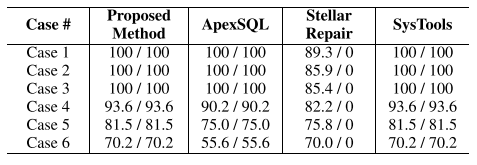 Case # Proposed Method ApexSQL Stellar Repair SysTools
Case 1 100 / 100 100 / 100 89.3 / 0 100 / 100
Case 2 100 / 100 100 / 100 85.9 / 0 100 / 100
Case 3 100 / 100 100 / 100 85.4 / 0 100 / 100
Case 4 93.6 / 93.6 90.2 / 90.2 82.2 / 0 93.6 / 93.6
Case 5 81.5 / 81.5 75.0 / 75.0 75.8 / 0 81.5 / 81.5
Case 6 70.2 / 70.2 55.6 / 55.6 70.0 / 0 70.2 / 70.2